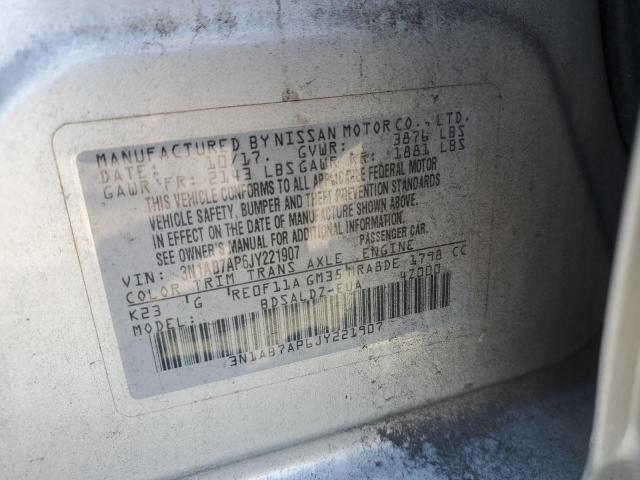 MANUFACTURED BY NISSAN MOTOR CO., LTD.
DATE: 10/17. GVWR: 3876 LBS
GAWR FR: 2143 LBS GAWR RR: 1881 LBS
THIS VEHICLE CONFORMS TO ALL APPLICABLE FEDERAL MOTOR
VEHICLE SAFETY, BUMPER AND THEFT PREVENTION STANDARDS
IN EFFECT ON THE DATE OF MANUFACTURE SHOWN ABOVE.
SEE OWNER'S MANUAL FOR ADDITIONAL INFORMATION
VIN: 3N1AB7AP6JY221907 PASSENGER CAR.
COLOR TRIM TRANS AXLE ENGINE
K23 G RE0F11A GM35 MRA8DE 1798 CC
MODEL: BDSALDZ-EUA
3N1AB7AP6JY221907